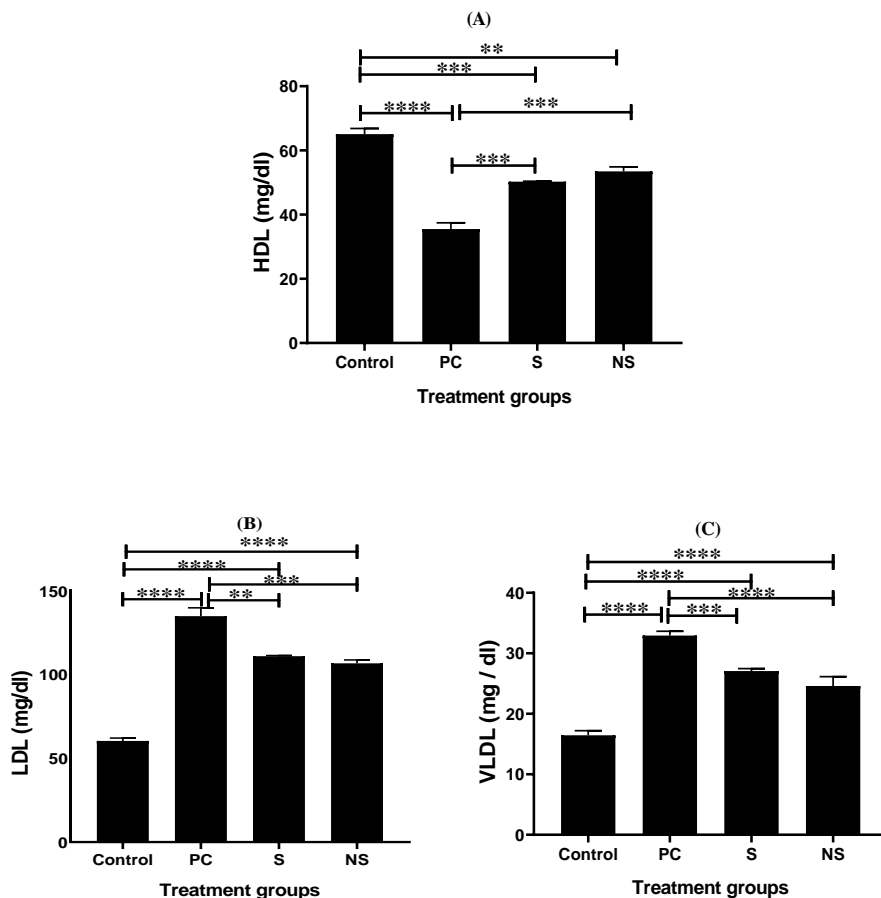 (A)
**
***
****
***
***
80
60
40
20
0
HDL (mg/dl)
Control PC S NS
Treatment groups
(B)
****
****
***
****
**
150
100
50
0
LDL (mg/dl)
Control PC S NS
Treatment groups
(C)
****
****
****
****
***
40
30
20
10
0
VLDL (mg / dl)
Control PC S NS
Treatment groups